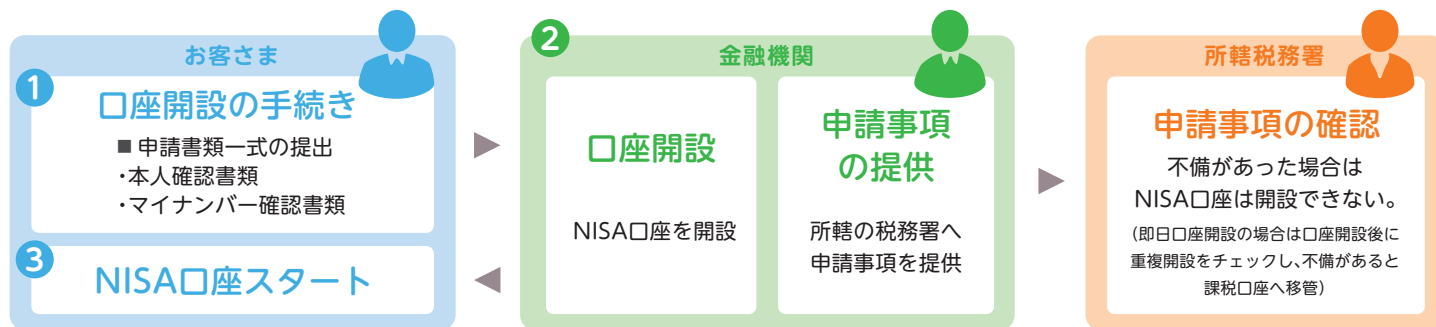 お客さま
1
口座開設の手続き
■ 申請書類一式の提出
・本人確認書類
・マイナンバー確認書類
3
NISA口座スタート
2
金融機関
口座開設
NISA口座を開設
申請事項
の提供
所轄の税務署へ
申請事項を提供
所轄税務署
申請事項の確認
不備があった場合は
NISA口座は開設できない。
(即日口座開設の場合は口座開設後に
重複開設をチェックし、不備があると
課税口座へ移管)